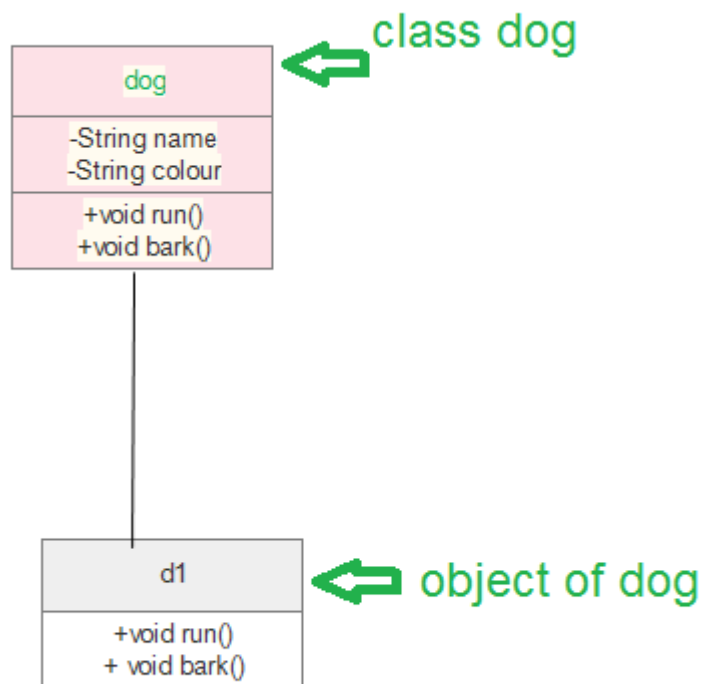 class dog
dog
-String name
-String colour
+void run()
+void bark()
d1
object of dog
+void run()
+ void bark()